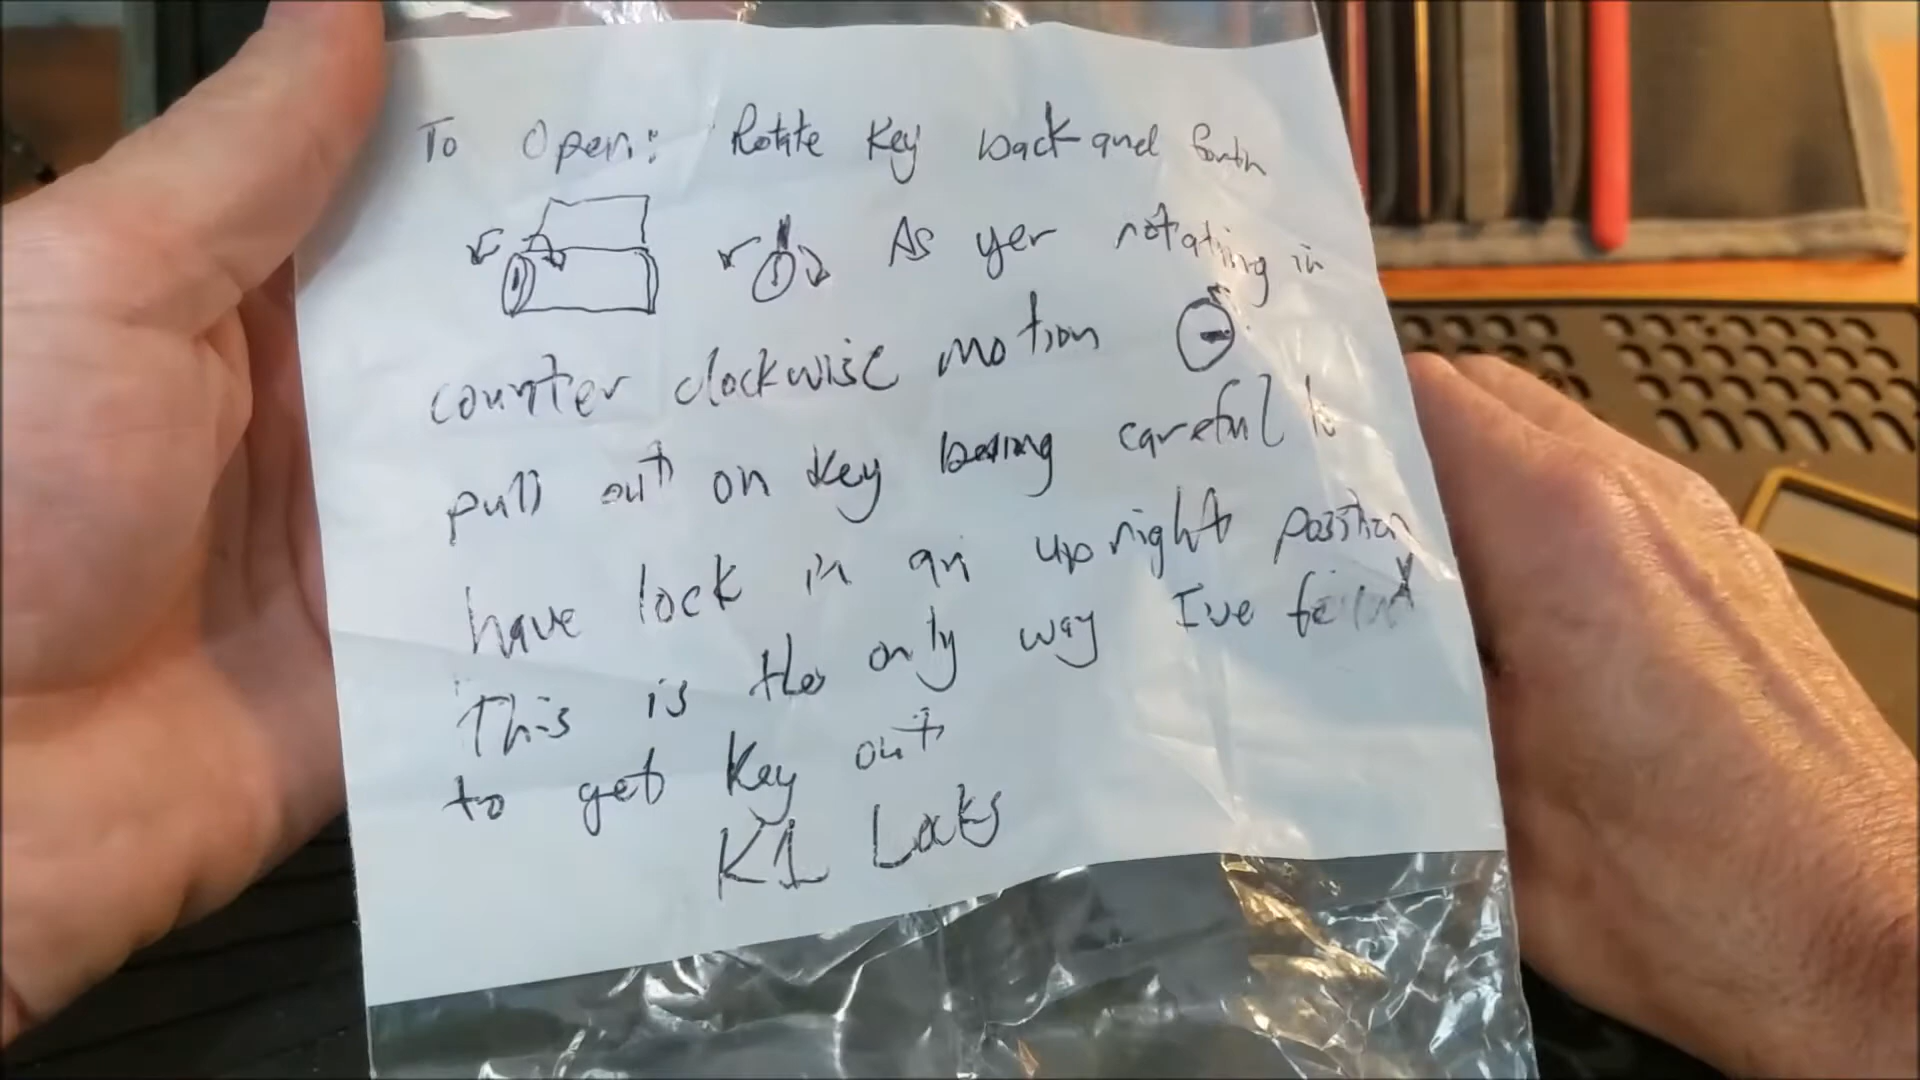 To Open: Rotate Key back and forth
As yer rotating in
counter clockwise motion
pull out on key being careful to
have lock in an upright position
This is the only way I've
to get key out
K1 Locks